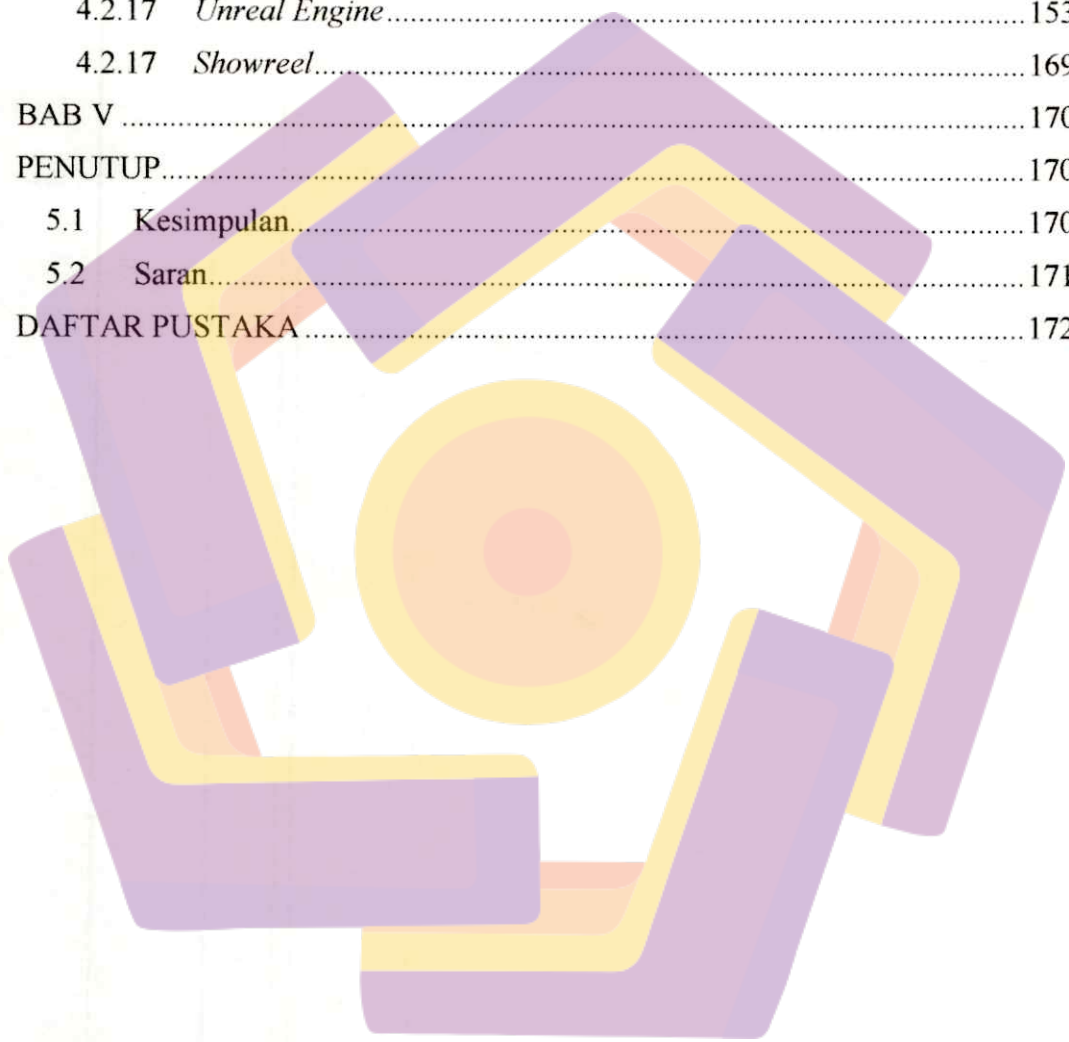 4.2.17 Unreal Engine 153
4.2.17 Showreel 169
BAB V 170
PENUTUP 170
5.1 Kesimpulan 170
5.2 Saran 171
DAFTAR PUSTAKA 172